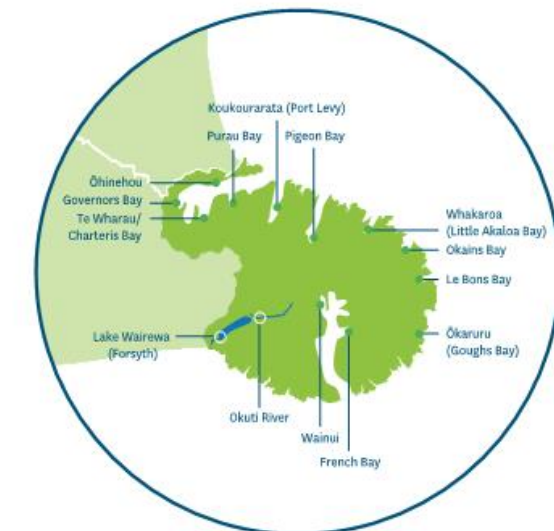 Koukourarata (Port Levy)
Purau Bay
Pigeon Bay
Ōhinehou
Governors Bay
Te Wharau/
Charteris Bay
Whakaroa
(Little Akaloa Bay)
Okains Bay
Le Bons Bay
Lake Wairewa
(Forsyth)
Ōkaruru
(Goughs Bay)
Okuti River
Wainui
French Bay